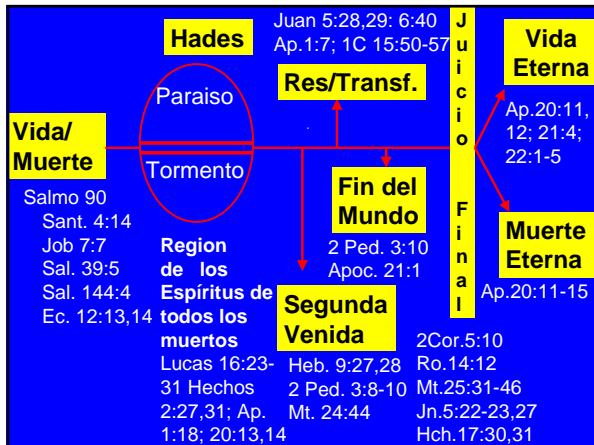 Hades
Paraiso
Tormento
Vida/
Muerte
Salmo 90
Sant. 4:14
Job 7:7
Sal. 39:5
Sal. 144:4
Ec. 12:13,14
Region
de los
Espíritus de
todos los
muertos
Lucas 16:23-
31 Hechos
2:27,31; Ap.
1:18; 20:13,14
Juan 5:28,29: 6:40
Ap.1:7; 1C 15:50-57
Res/Transf.
Fin del
Mundo
2 Ped. 3:10
Apoc. 21:1
Segunda
Venida
Heb. 9:27,28
2 Ped. 3:8-10
Mt. 24:44
Juicio Final
2Cor.5:10
Ro.14:12
Mt.25:31-46
Jn.5:22-23,27
Hch.17:30,31
Vida
Eterna
Ap.20:11,
12; 21:4;
22:1-5
Muerte
Eterna
Ap.20:11-15